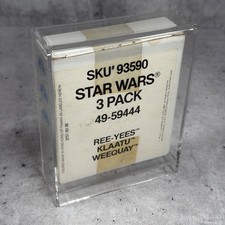 SKU# 93590
STAR WARS®
3 PACK
49-59444
REE-YEES™
KLAATU™
WEEQUAY™